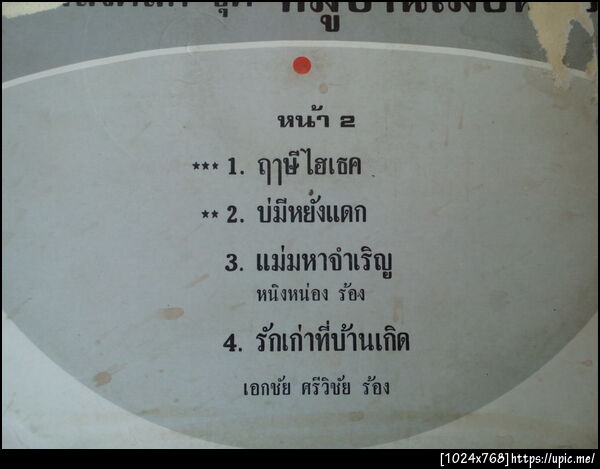 หน้า 2
*** 1. ฤๅษีไฮเธค
** 2. บ่มีหยั่งแดก
3. แม่มหาจำเริญ
หนิงหน่อง ร้อง
4. รักเก่าที่บ้านเกิด
เอกชัย ศรีวิชัย ร้อง
[1024x768]https://upic.me/